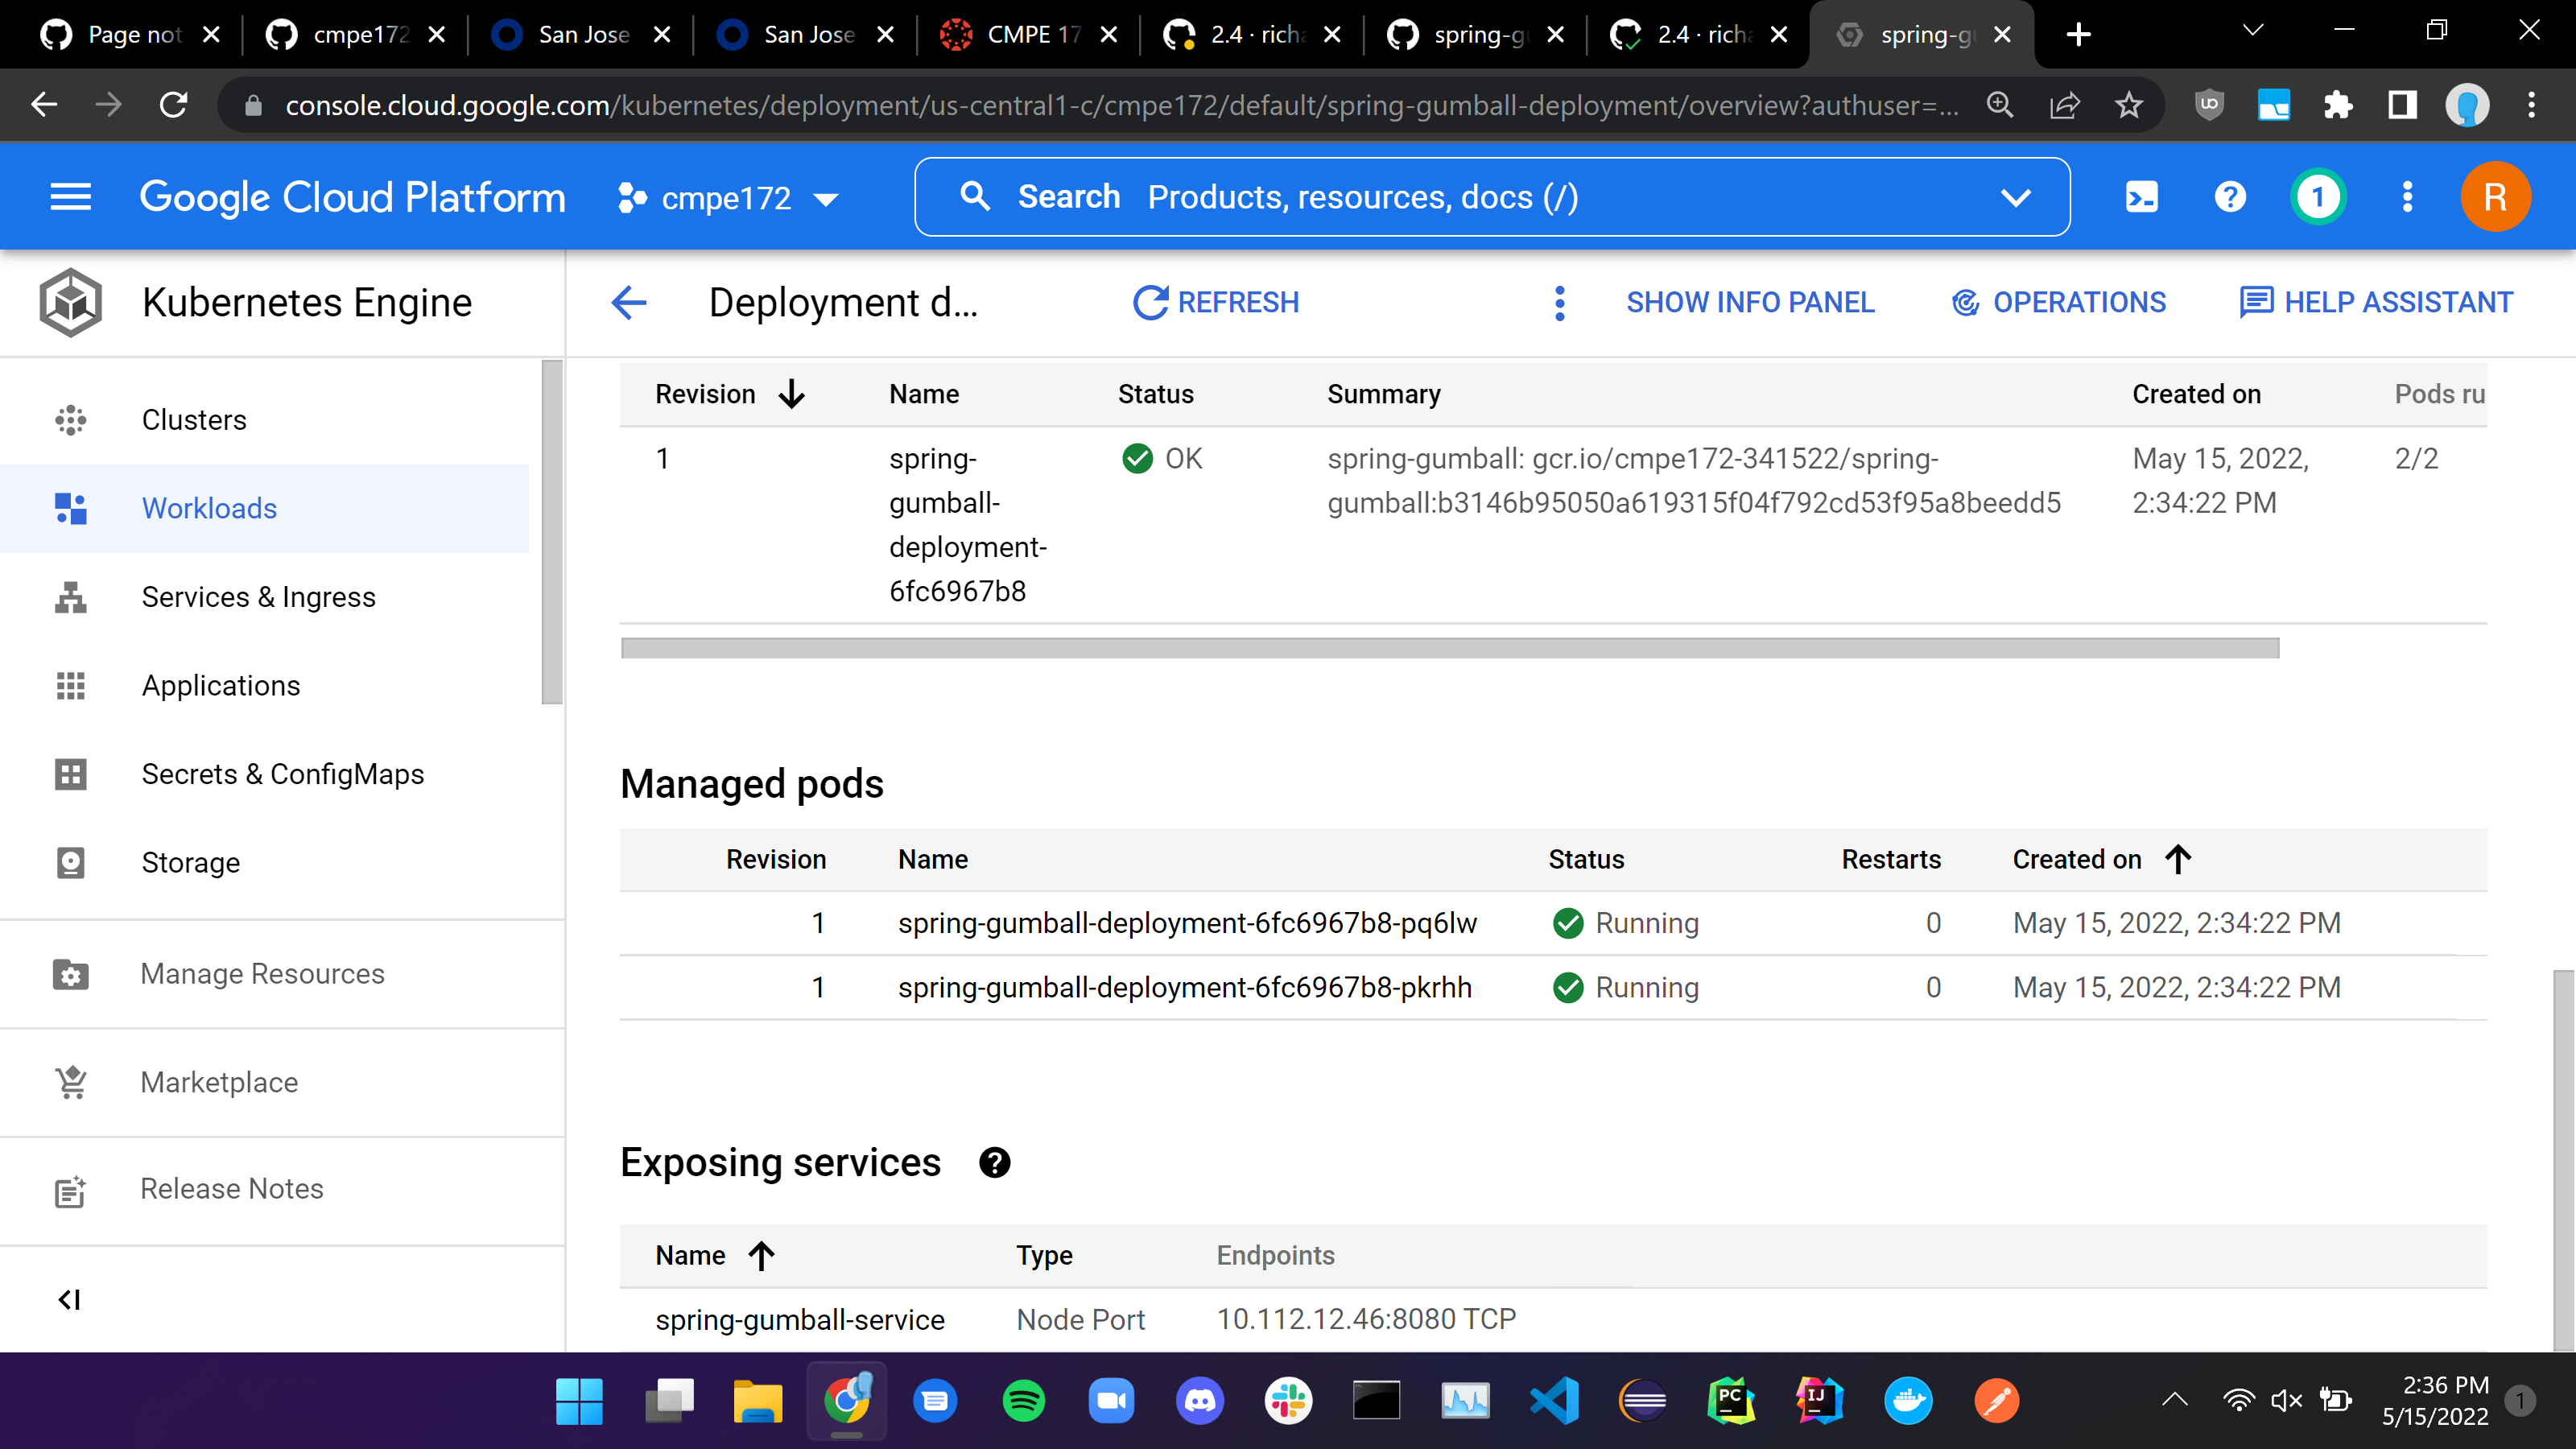 Page not
cmpe172
San Jose
San Jose
CMPE 17
2.4 · richa
spring-gu
2.4 · richa
spring-gu
console.cloud.google.com/kubernetes/deployment/us-central1-c/cmpe172/default/spring-gumball-deployment/overview?authuser=...
Google Cloud Platform
cmpe172
Search Products, resources, docs (/)
1
R
Kubernetes Engine
Deployment d...
REFRESH
SHOW INFO PANEL
OPERATIONS
HELP ASSISTANT
Clusters
Workloads
Services & Ingress
Applications
Secrets & ConfigMaps
Storage
Manage Resources
Marketplace
Release Notes
Revision Name Status Summary Created on Pods ru
1 spring-gumball-deployment-6fc6967b8 OK spring-gumball: gcr.io/cmpe172-341522/spring-gumball:b3146b95050a619315f04f792cd53f95a8beedd5 May 15, 2022, 2:34:22 PM 2/2
Managed pods
Revision Name Status Restarts Created on
1 spring-gumball-deployment-6fc6967b8-pq6lw Running 0 May 15, 2022, 2:34:22 PM
1 spring-gumball-deployment-6fc6967b8-pkrhh Running 0 May 15, 2022, 2:34:22 PM
Exposing services
Name Type Endpoints
spring-gumball-service Node Port 10.112.12.46:8080 TCP
PC
IJ
2:36 PM
5/15/2022
1